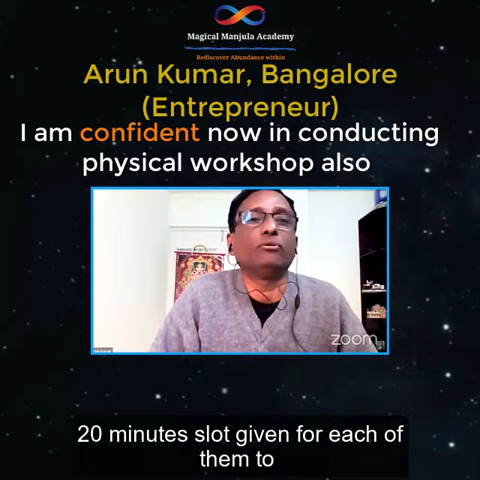 Magical Manjula Academy
Rediscover Abundance within
Arun Kumar, Bangalore
(Entrepreneur)
I am confident now in conducting
physical workshop also
zoom
20 minutes slot given for each of
them to